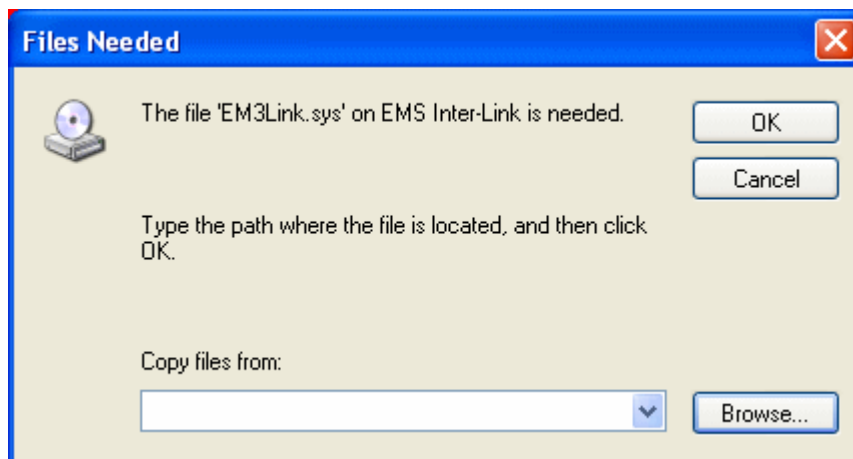 Files Needed
The file 'EM3Link.sys' on EMS Inter-Link is needed.
OK
Cancel
Type the path where the file is located, and then click
OK.
Copy files from:
Browse...